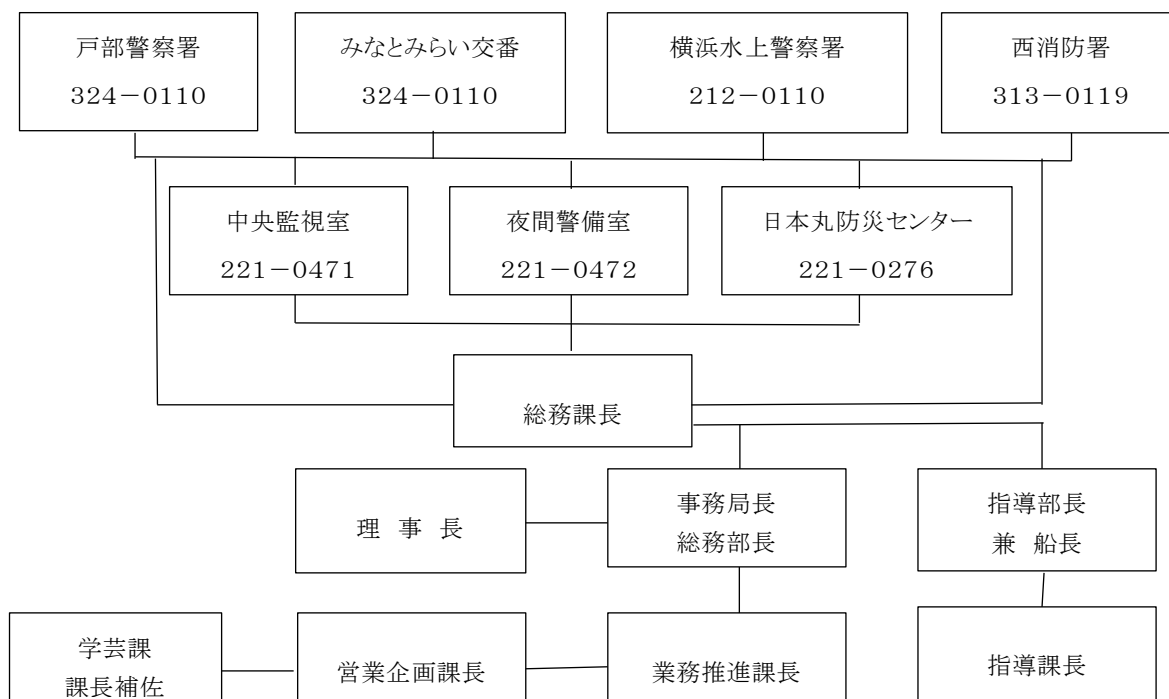 戸部警察署
324－0110
みなとみらい交番
324－0110
横浜水上警察署
212－0110
西消防署
313－0119
中央監視室
221－0471
夜間警備室
221－0472
日本丸防災センター
221－0276
総務課長
理　事　長
事務局長
総務部長
指導部長
兼　船長
学芸課
課長補佐
営業企画課長
業務推進課長
指導課長